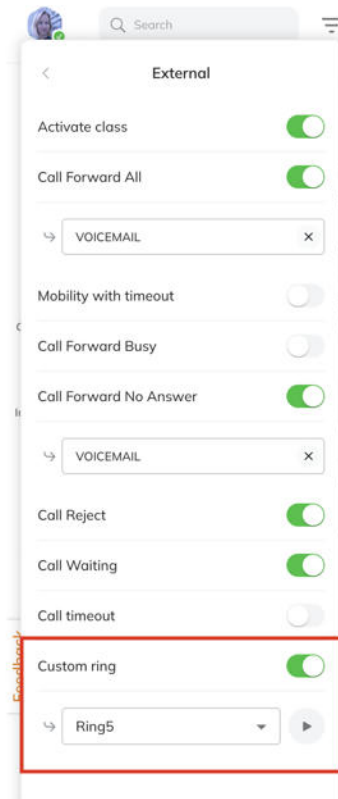 Search
External
Activate class
Call Forward All
VOICEMAIL
Mobility with timeout
Call Forward Busy
Call Forward No Answer
VOICEMAIL
Call Reject
Call Waiting
Call timeout
Feedback
Custom ring
Ring5